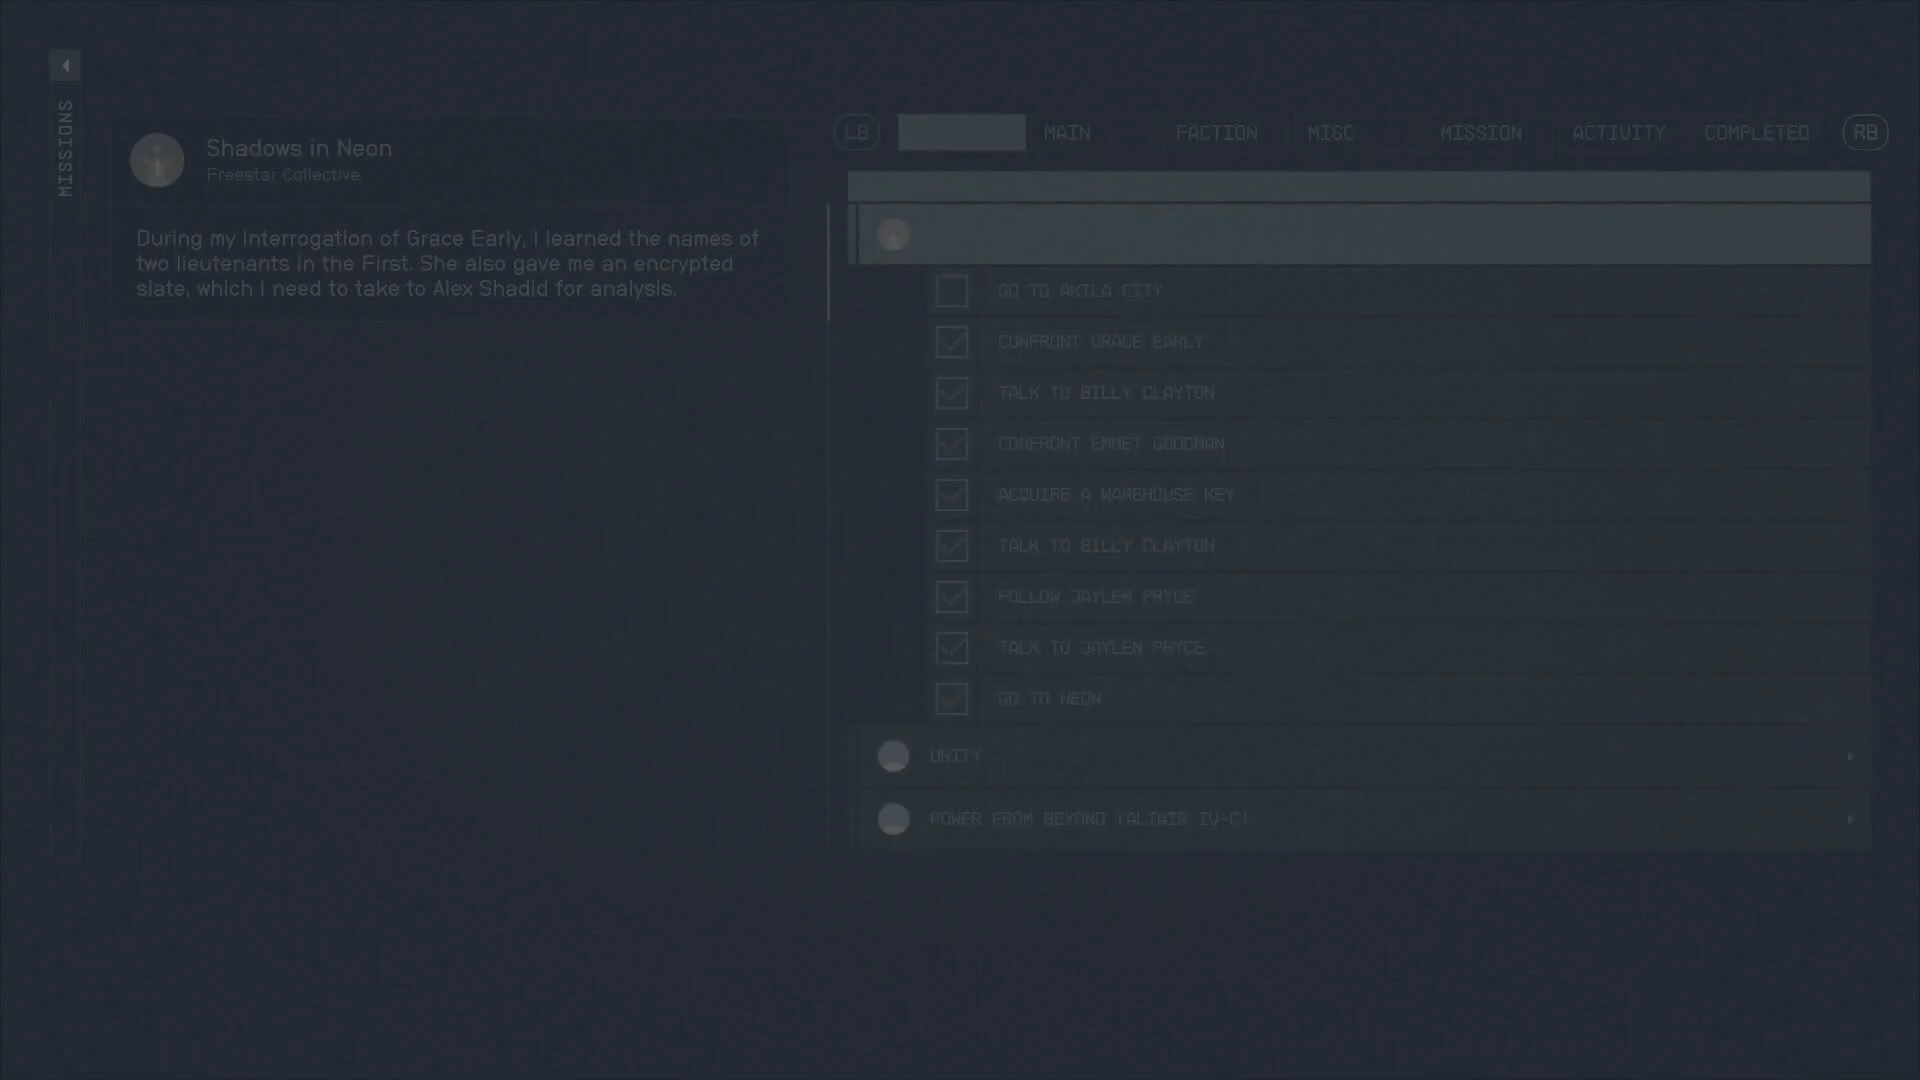 MISSIONS
Shadows in Neon
Freestar Collective
During my interrogation of Grace Early, I learned the names of
two lieutenants in the First. She also gave me an encrypted
slate, which I need to take to Alex Shadid for analysis.
LB MAIN FACTION MISC MISSION ACTIVITY COMPLETED RB
GO TO AKILA CITY
CONFRONT GRACE EARLY
TALK TO BILLY CLAYTON
CONFRONT EMMET GOODMAN
ACQUIRE A WAREHOUSE KEY
TALK TO BILLY CLAYTON
FOLLOW JAYLEN PRYCE
TALK TO JAYLEN PRYCE
GO TO NEON
UNITY
POWER FROM BEYOND (ALTAIR IV-C)